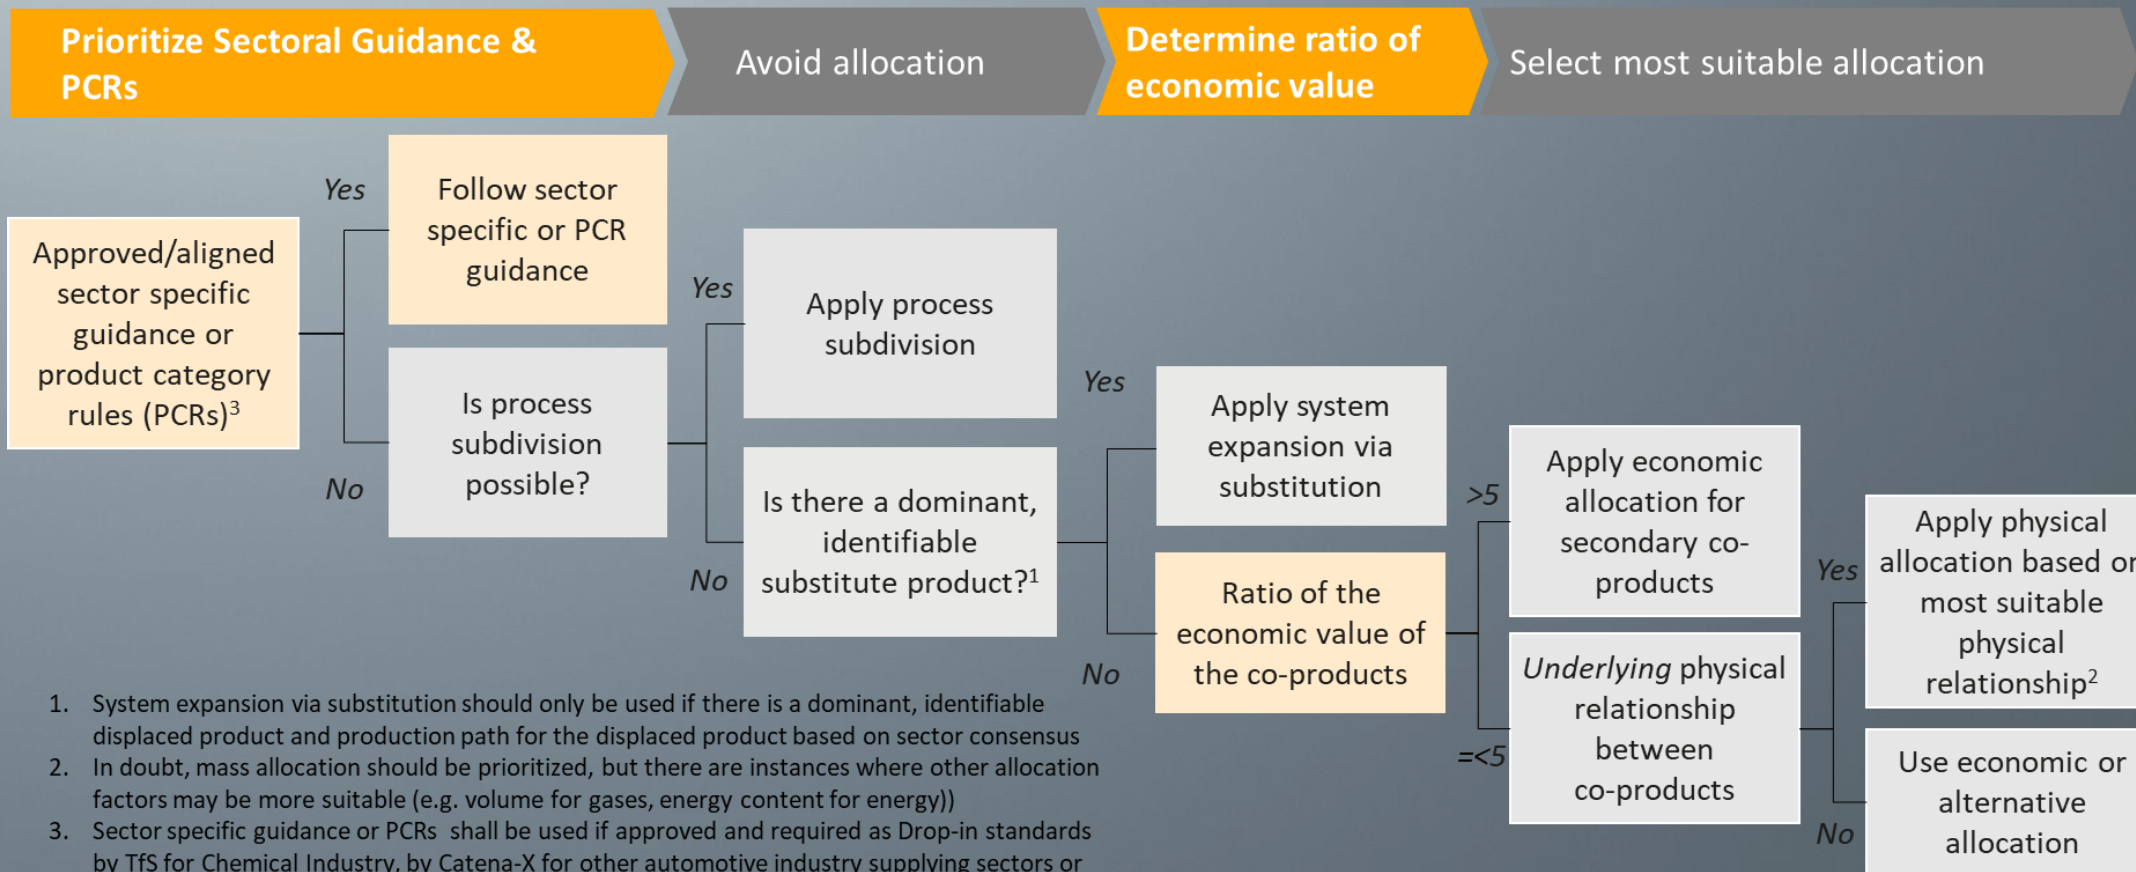 Prioritize Sectoral Guidance &
PCRs
Avoid allocation
Determine ratio of
economic value
Select most suitable allocation
Approved/aligned
sector specific
guidance or
product category
rules (PCRs)3
Yes
Follow sector
specific or PCR
guidance
No
Is process
subdivision
possible?
Yes
Apply process
subdivision
No
Is there a dominant,
identifiable
substitute product?1
Yes
Apply system
expansion via
substitution
No
Ratio of the
economic value of
the co-products
>5
Apply economic
allocation for
secondary co-
products
=<5
Underlying physical
relationship
between
co-products
Yes
Apply physical
allocation based on
most suitable
physical
relationship2
No
Use economic or
alternative
allocation
1. System expansion via substitution should only be used if there is a dominant, identifiable
displaced product and production path for the displaced product based on sector consensus
2. In doubt, mass allocation should be prioritized, but there are instances where other allocation
factors may be more suitable (e.g. volume for gases, energy content for energy))
3. Sector specific guidance or PCRs shall be used if approved and required as Drop-in standards
by TfS for Chemical Industry, by Catena-X for other automotive industry supplying sectors or